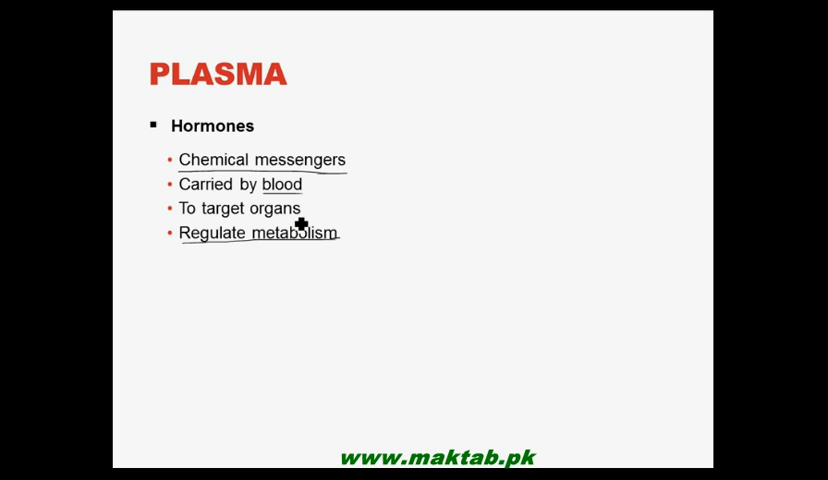 PLASMA
▪ Hormones
• Chemical messengers
• Carried by blood
• To target organs
• Regulate metabolism
www.maktab.pk